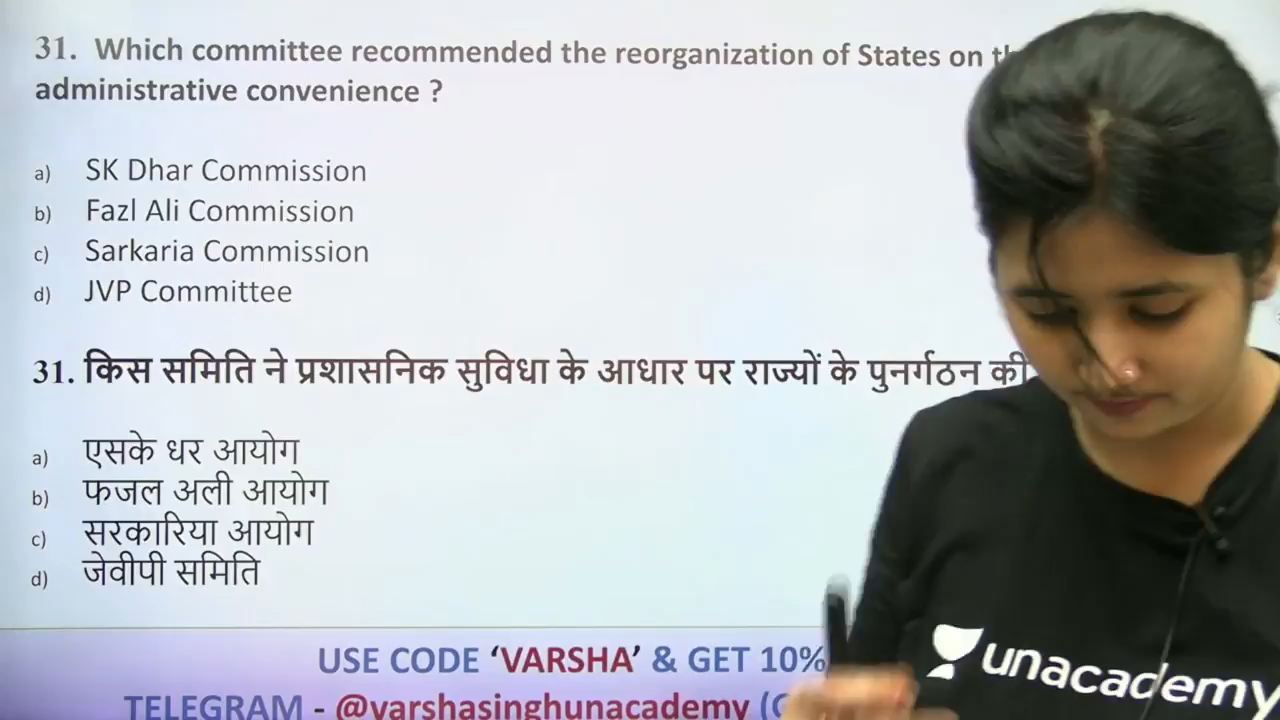 31. Which committee recommended the reorganization of States on
administrative convenience ?
a) SK Dhar Commission
b) Fazl Ali Commission
c) Sarkaria Commission
d) JVP Committee
31. किस समिति ने प्रशासनिक सुविधा के आधार पर राज्यों के पुनर्गठन की
a) एसके धर आयोग
b) फजल अली आयोग
c) सरकारिया आयोग
d) जेवीपी समिति
USE CODE ‘VARSHA’ & GET 10%
TELEGRAM - @varshasinghunacademy
unacademy